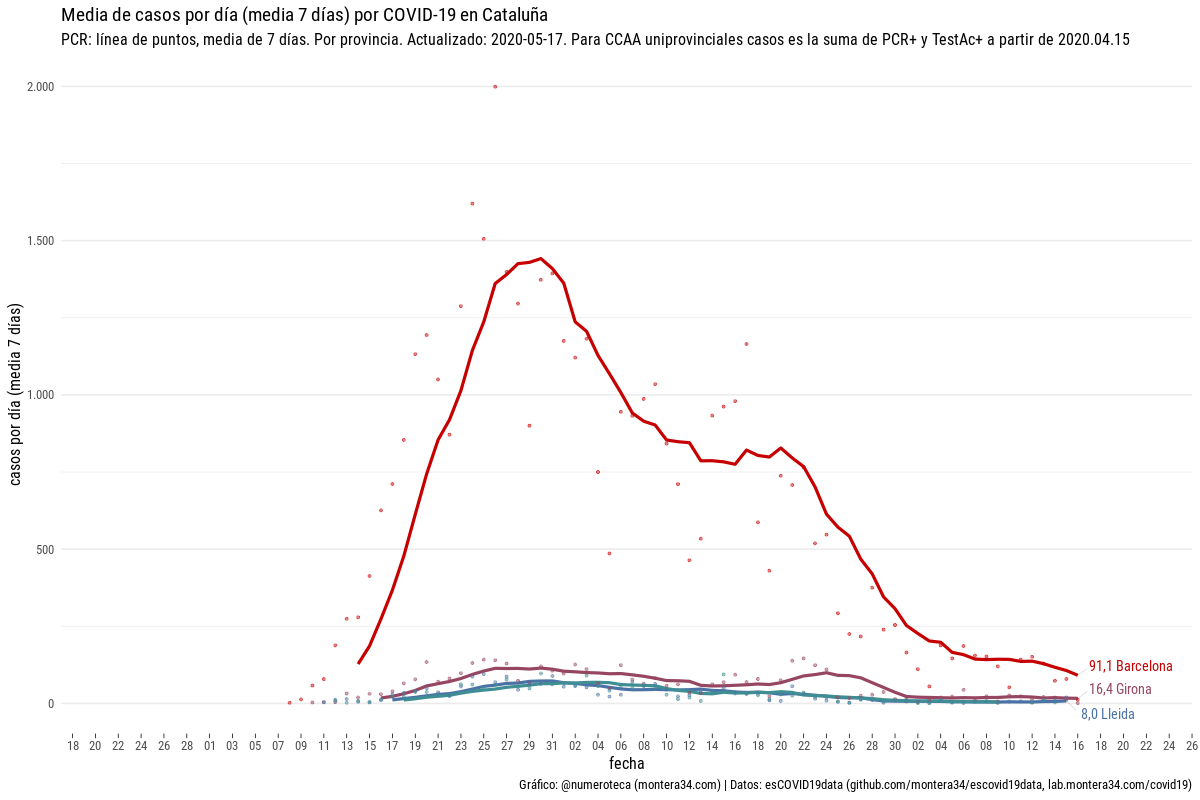 Media de casos por día (media 7 días) por COVID-19 en Cataluña
PCR: línea de puntos, media de 7 días. Por provincia. Actualizado: 2020-05-17. Para CCAA uniprovinciales casos es la suma de PCR+ y TestAc+ a partir de 2020.04.15
casos por día (media 7 días)
2.000
1.500
1.000
500
0
91,1 Barcelona
16,4 Girona
8,0 Lleida
18 20 22 24 26 28 01 03 05 07 09 11 13 15 17 19 21 23 25 27 29 31 02 04 06 08 10 12 14 16 18 20 22 24 26 28 30 02 04 06 08 10 12 14 16 18 20 22 24 26
fecha
Gráfico: @numeroteca (montera34.com) | Datos: esCOVID19data (github.com/montera34/escovid19data, lab.montera34.com/covid19)